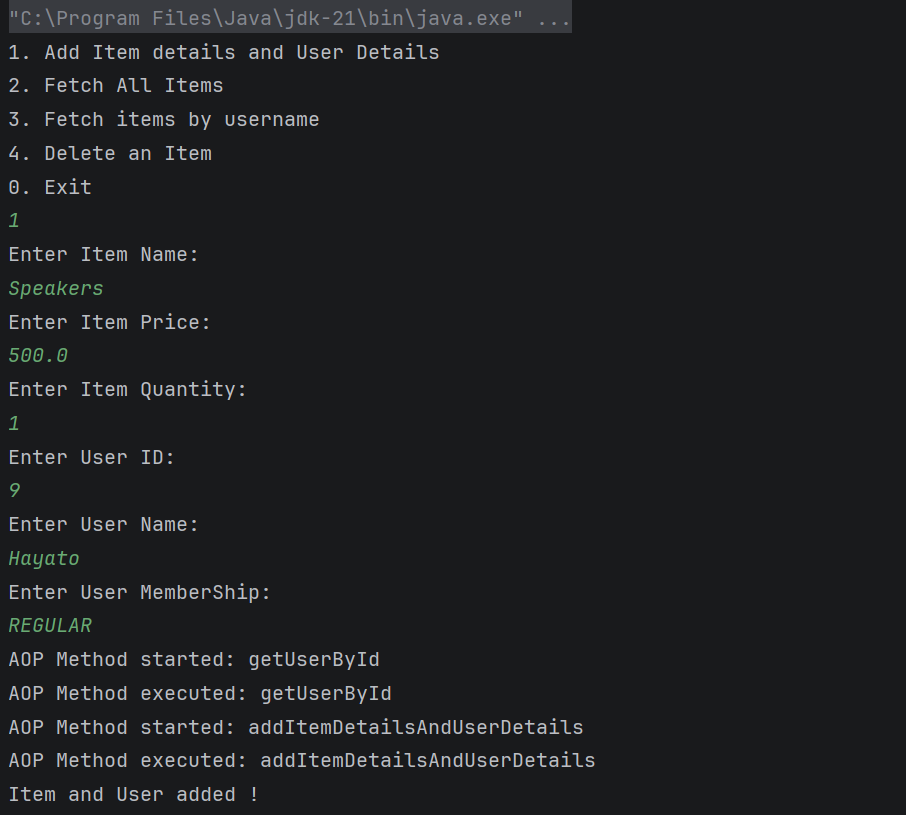 "C:\Program Files\Java\jdk-21\bin\java.exe" ...
1. Add Item details and User Details
2. Fetch All Items
3. Fetch items by username
4. Delete an Item
0. Exit
1
Enter Item Name:
Speakers
Enter Item Price:
500.0
Enter Item Quantity:
1
Enter User ID:
9
Enter User Name:
Hayato
Enter User MemberShip:
REGULAR
AOP Method started: getUserById
AOP Method executed: getUserById
AOP Method started: addItemDetailsAndUserDetails
AOP Method executed: addItemDetailsAndUserDetails
Item and User added !